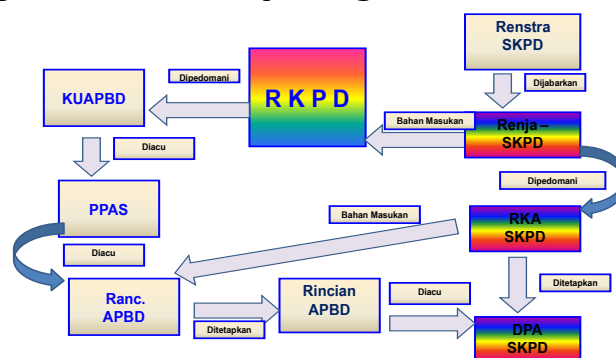 Renstra
SKPD
Dipedomani
R K P D
Dijabarkan
KUAPBD
Bahan Masukan
Renja –
SKPD
Diacu
Dipedomani
PPAS
Bahan Masukan
RKA
SKPD
Diacu
Ranc.
APBD
Rincian
APBD
Diacu
Ditetapkan
Ditetapkan
DPA
SKPD